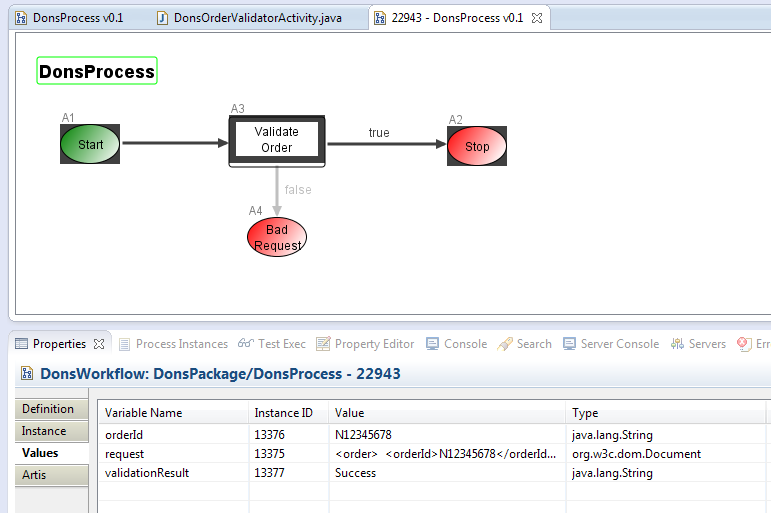 DonsProcess v0.1 DonsOrderValidatorActivity.java 22943 - DonsProcess v0.1
DonsProcess
A1 A3 A2
Start Validate Order true Stop
false
A4
Bad Request
Properties Process Instances Test Exec Property Editor Console Search Server Console Servers Err
DonsWorkflow: DonsPackage/DonsProcess - 22943
Definition
Instance
Values
Artis
Variable Name Instance ID Value Type
orderId 13376 N12345678 java.lang.String
request 13375 <order> <orderId>N12345678</orderId... org.w3c.dom.Document
validationResult 13377 Success java.lang.String